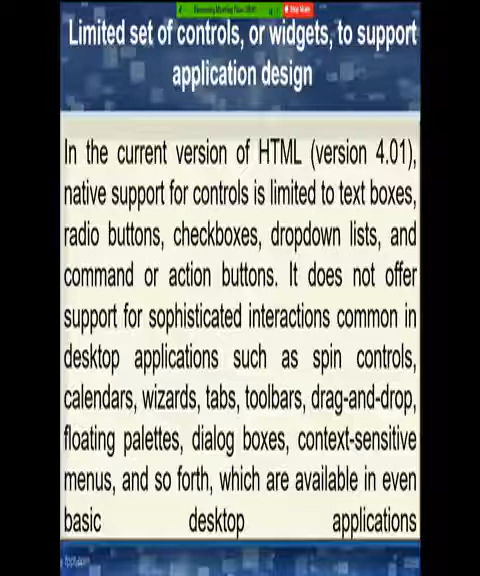 Stop Share
Limited set of controls, or widgets, to support
application design
In the current version of HTML (version 4.01),
native support for controls is limited to text boxes,
radio buttons, checkboxes, dropdown lists, and
command or action buttons. It does not offer
support for sophisticated interactions common in
desktop applications such as spin controls,
calendars, wizards, tabs, toolbars, drag-and-drop,
floating palettes, dialog boxes, context-sensitive
menus, and so forth, which are available in even
basic desktop applications